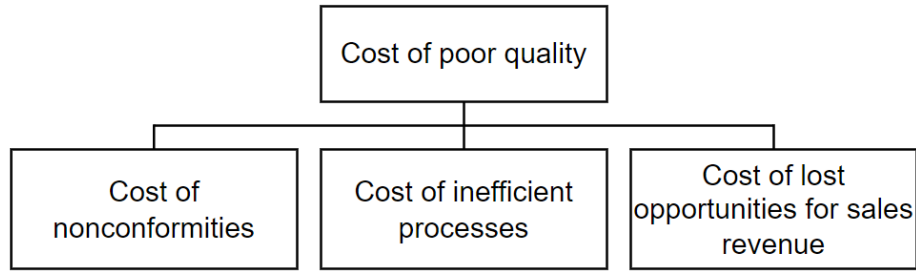 Cost of poor quality
Cost of
nonconformities
Cost of inefficient
processes
Cost of lost
opportunities for sales
revenue